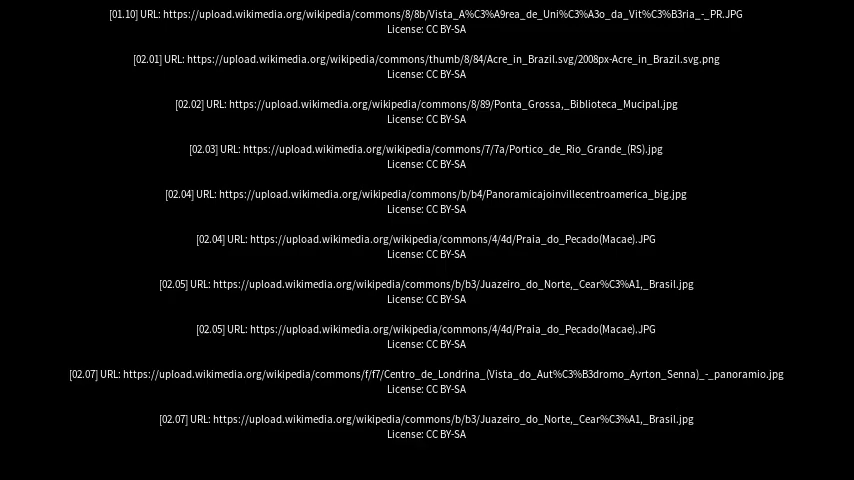 [01.10] URL: https://upload.wikimedia.org/wikipedia/commons/8/8b/Vista_A%C3%A9rea_de_Uni%C3%A3o_da_Vit%C3%B3ria_-_PR.JPG
License: CC BY-SA
[02.01] URL: https://upload.wikimedia.org/wikipedia/commons/thumb/8/84/Acre_in_Brazil.svg/2008px-Acre_in_Brazil.svg.png
License: CC BY-SA
[02.02] URL: https://upload.wikimedia.org/wikipedia/commons/8/89/Ponta_Grossa,_Biblioteca_Mucipal.jpg
License: CC BY-SA
[02.03] URL: https://upload.wikimedia.org/wikipedia/commons/7/7a/Portico_de_Rio_Grande_(RS).jpg
License: CC BY-SA
[02.04] URL: https://upload.wikimedia.org/wikipedia/commons/b/b4/Panoramicajoinvillecentroamerica_big.jpg
License: CC BY-SA
[02.04] URL: https://upload.wikimedia.org/wikipedia/commons/4/4d/Praia_do_Pecado(Macae).JPG
License: CC BY-SA
[02.05] URL: https://upload.wikimedia.org/wikipedia/commons/b/b3/Juazeiro_do_Norte,_Cear%C3%A1,_Brasil.jpg
License: CC BY-SA
[02.05] URL: https://upload.wikimedia.org/wikipedia/commons/4/4d/Praia_do_Pecado(Macae).JPG
License: CC BY-SA
[02.07] URL: https://upload.wikimedia.org/wikipedia/commons/f/f7/Centro_de_Londrina_(Vista_do_Aut%C3%B3dromo_Ayrton_Senna)_-_panoramio.jpg
License: CC BY-SA
[02.07] URL: https://upload.wikimedia.org/wikipedia/commons/b/b3/Juazeiro_do_Norte,_Cear%C3%A1,_Brasil.jpg
License: CC BY-SA